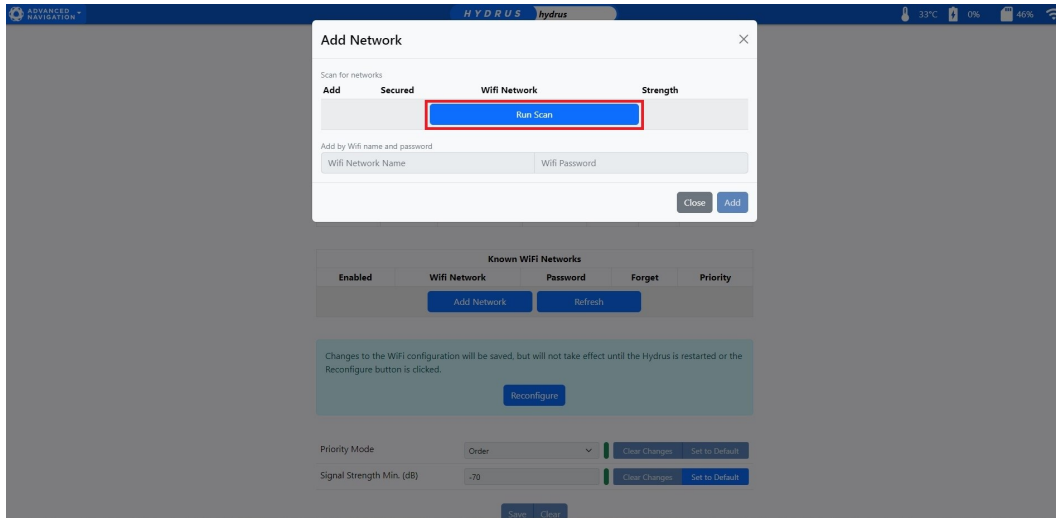 ADVANCED
NAVIGATION
HYDRUS hydrus
33°C 0% 46%
Add Network
Scan for networks
Add Secured Wifi Network Strength
Run Scan
Add by Wifi name and password
Wifi Network Name Wifi Password
Close Add
Known WiFi Networks
Enabled Wifi Network Password Forget Priority
Add Network Refresh
Changes to the WiFi configuration will be saved, but will not take effect until the Hydrus is restarted or the
Reconfigure button is clicked.
Reconfigure
Priority Mode Order Clear Changes Set to Default
Signal Strength Min. (dB) -70 Clear Changes Set to Default
Save Clear